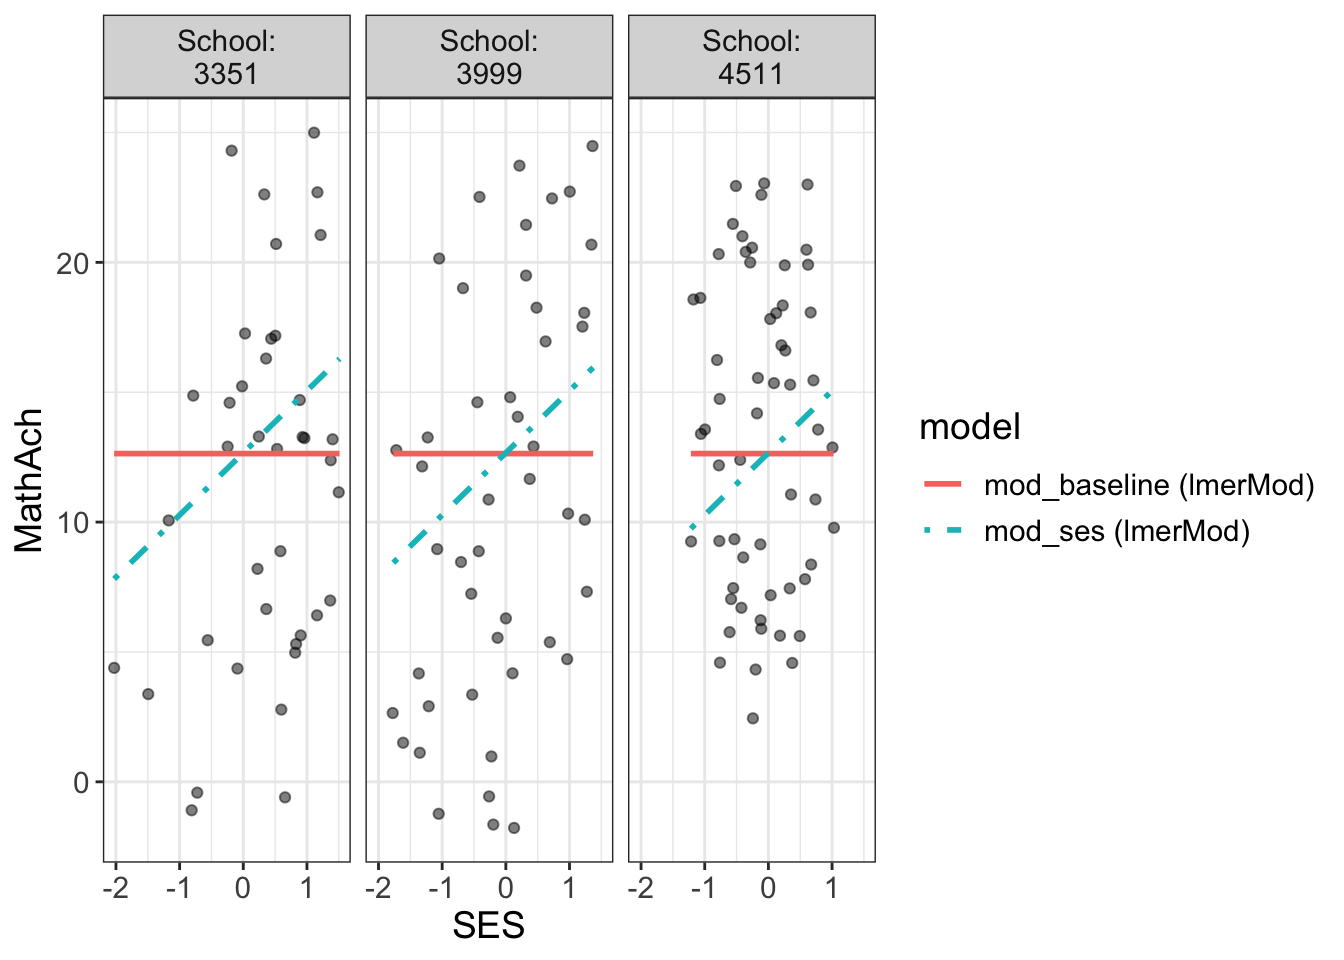 School:
3351
School:
3999
School:
4511
MathAch
20
10
0
-2 -1 0 1
-2 -1 0 1
-2 -1 0 1
SES
model
mod_baseline (lmerMod)
mod_ses (lmerMod)